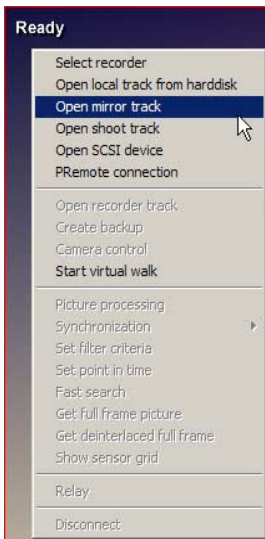 Ready
Select recorder
Open local track from harddisk
Open mirror track
Open shoot track
Open SCSI device
PRemote connection
Open recorder track
Create backup
Camera control
Start virtual walk
Picture processing
Synchronization
Set filter criteria
Set point in time
Fast search
Get full frame picture
Get deinterlaced full frame
Show sensor grid
Relay
Disconnect